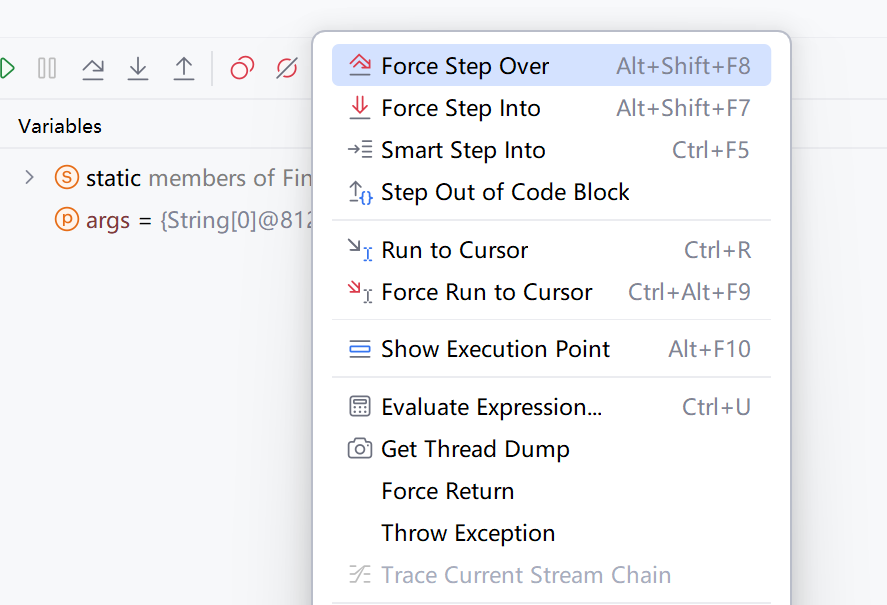 Variables
static members of Fin
args = {String[0]@812
Force Step Over Alt+Shift+F8
Force Step Into Alt+Shift+F7
Smart Step Into Ctrl+F5
Step Out of Code Block
Run to Cursor Ctrl+R
Force Run to Cursor Ctrl+Alt+F9
Show Execution Point Alt+F10
Evaluate Expression... Ctrl+U
Get Thread Dump
Force Return
Throw Exception
Trace Current Stream Chain